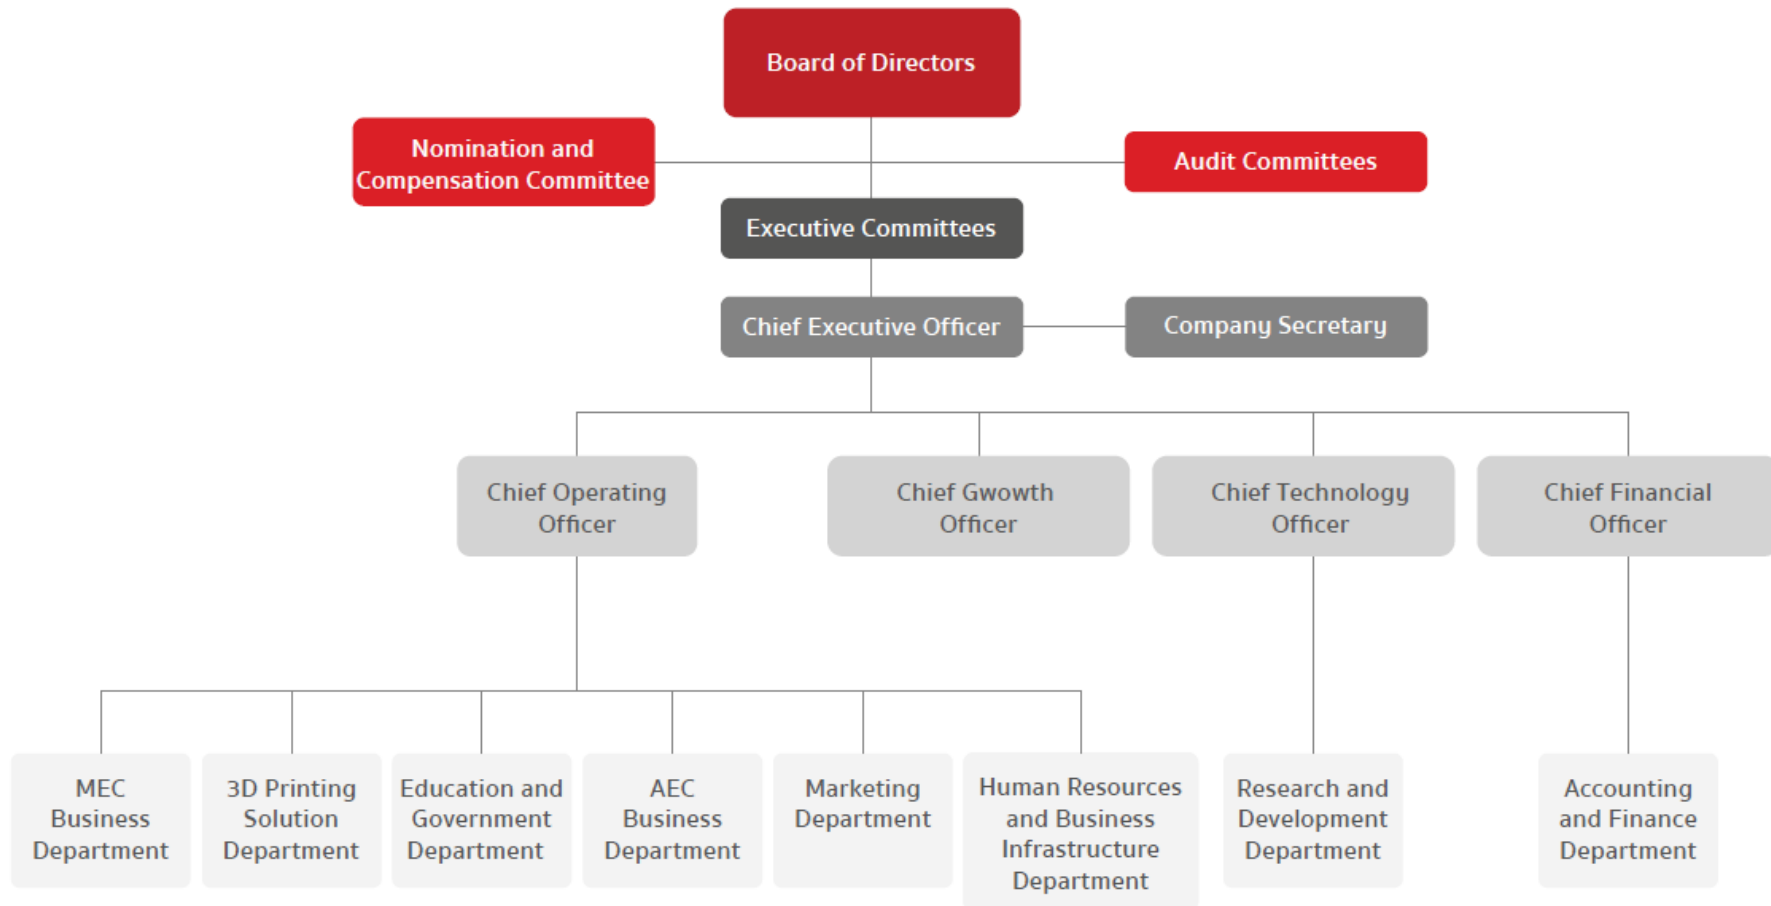 Board of Directors
Nomination and
Compensation Committee
Audit Committees
Executive Committees
Chief Executive Officer
Company Secretary
Chief Operating
Officer
Chief Gwowth
Officer
Chief Technology
Officer
Chief Financial
Officer
MEC
Business
Department
3D Printing
Solution
Department
Education and
Government
Department
AEC
Business
Department
Marketing
Department
Human Resources
and Business
Infrastructure
Department
Research and
Development
Department
Accounting
and Finance
Department